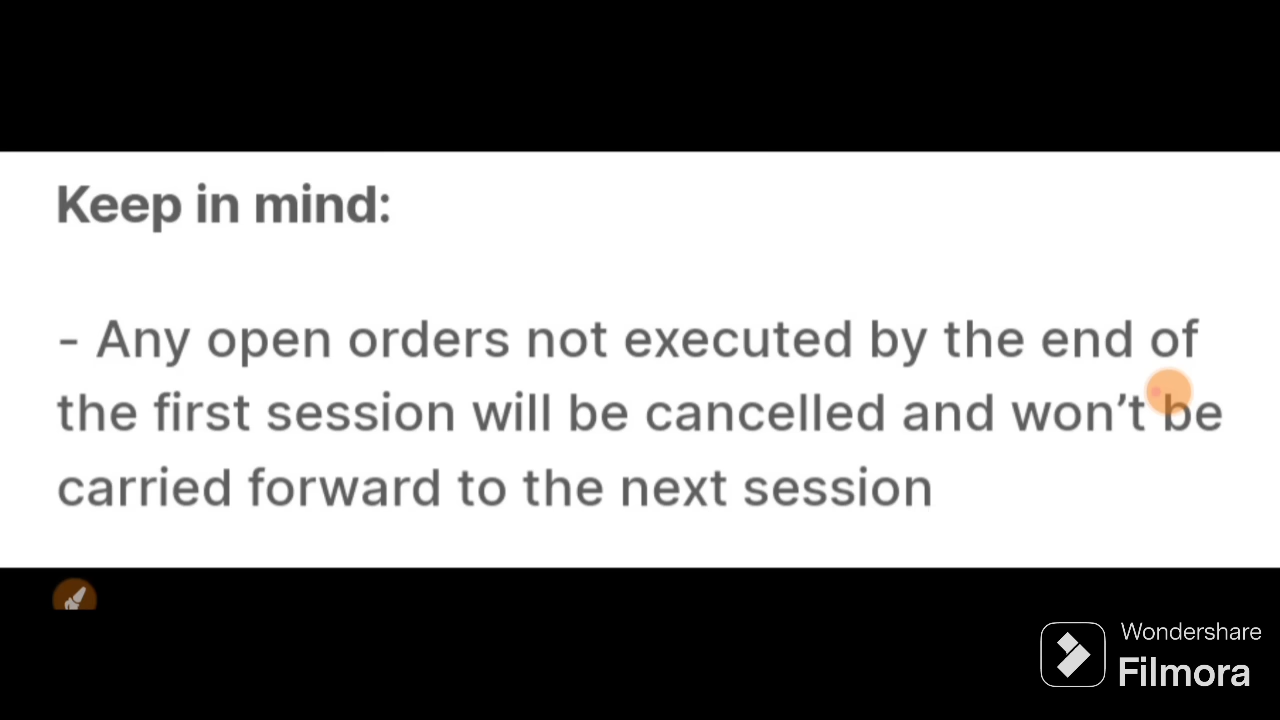 Keep in mind:
- Any open orders not executed by the end of
the first session will be cancelled and won’t be
carried forward to the next session
Wondershare
Filmora